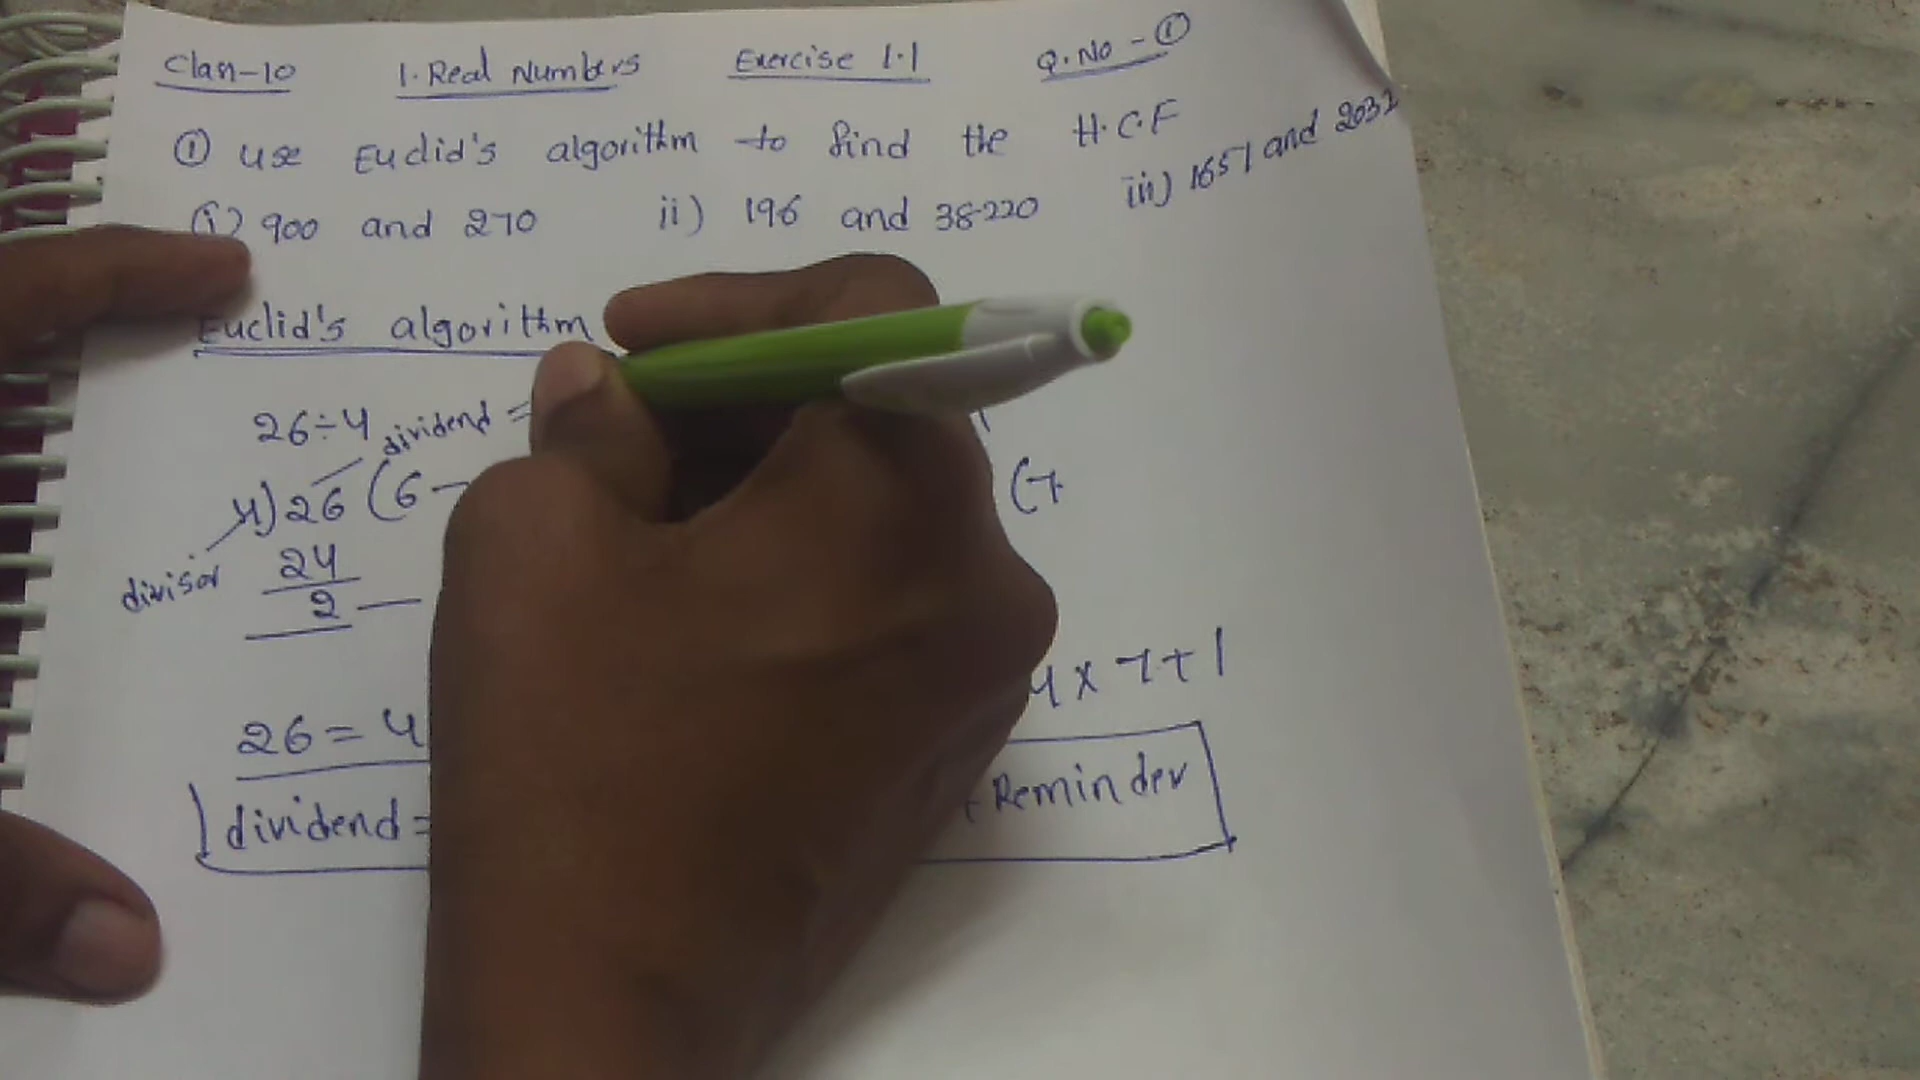 Class-10 1. Real Numbers Exercise 1.1 Q.No - ①
① use Euclid's algorithm to find the H.C.F
(i) 900 and 270 ii) 196 and 38220 iii) 1651 and 2032
Euclid's algorithm
26÷4 dividend =
4)26(6 - (7
divisor 24
2 —
26 = 4 4 x 7+1
dividend = + Reminder